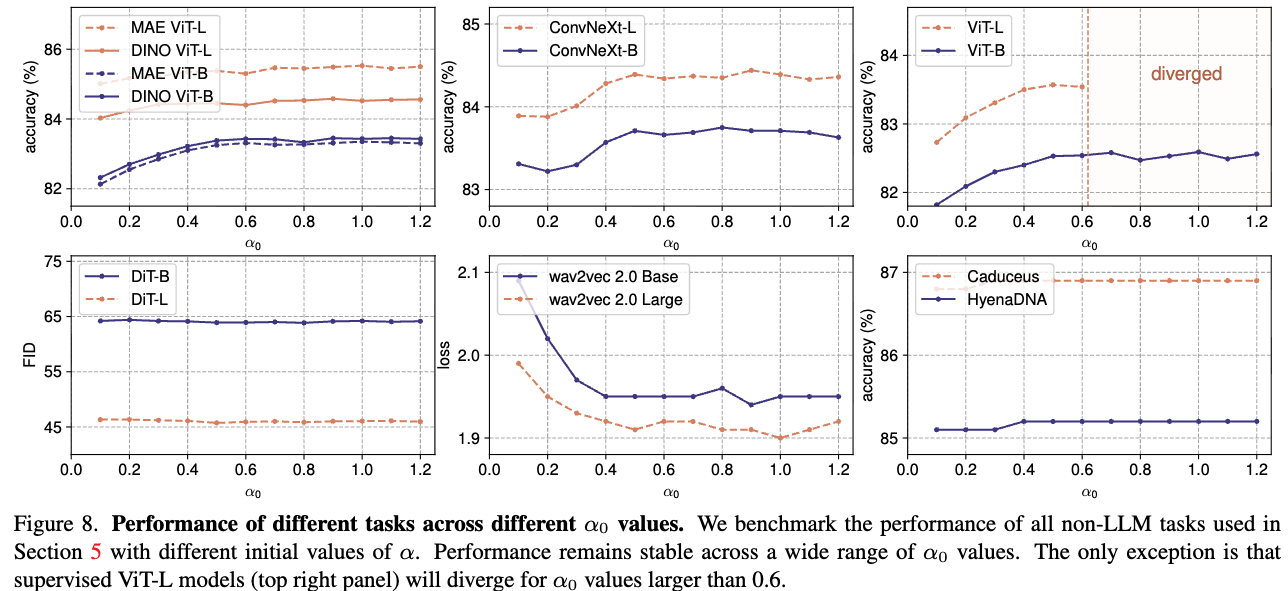 86
84
82
accuracy (%)
MAE ViT-L
DINO ViT-L
MAE ViT-B
DINO ViT-B
0.0 0.2 0.4 0.6 0.8 1.0 1.2
α₀
85
84
83
accuracy (%)
ConvNeXt-L
ConvNeXt-B
0.0 0.2 0.4 0.6 0.8 1.0 1.2
α₀
84
83
82
accuracy (%)
ViT-L
ViT-B
diverged
0.0 0.2 0.4 0.6 0.8 1.0 1.2
α₀
75
65
55
45
FID
DiT-B
DiT-L
0.0 0.2 0.4 0.6 0.8 1.0 1.2
α₀
2.1
2.0
1.9
loss
wav2vec 2.0 Base
wav2vec 2.0 Large
0.0 0.2 0.4 0.6 0.8 1.0 1.2
α₀
87
86
85
accuracy (%)
Caduceus
HyenaDNA
0.0 0.2 0.4 0.6 0.8 1.0 1.2
α₀
Figure 8. Performance of different tasks across different α₀ values. We benchmark the performance of all non-LLM tasks used in
Section 5 with different initial values of α. Performance remains stable across a wide range of α₀ values. The only exception is that
supervised ViT-L models (top right panel) will diverge for α₀ values larger than 0.6.